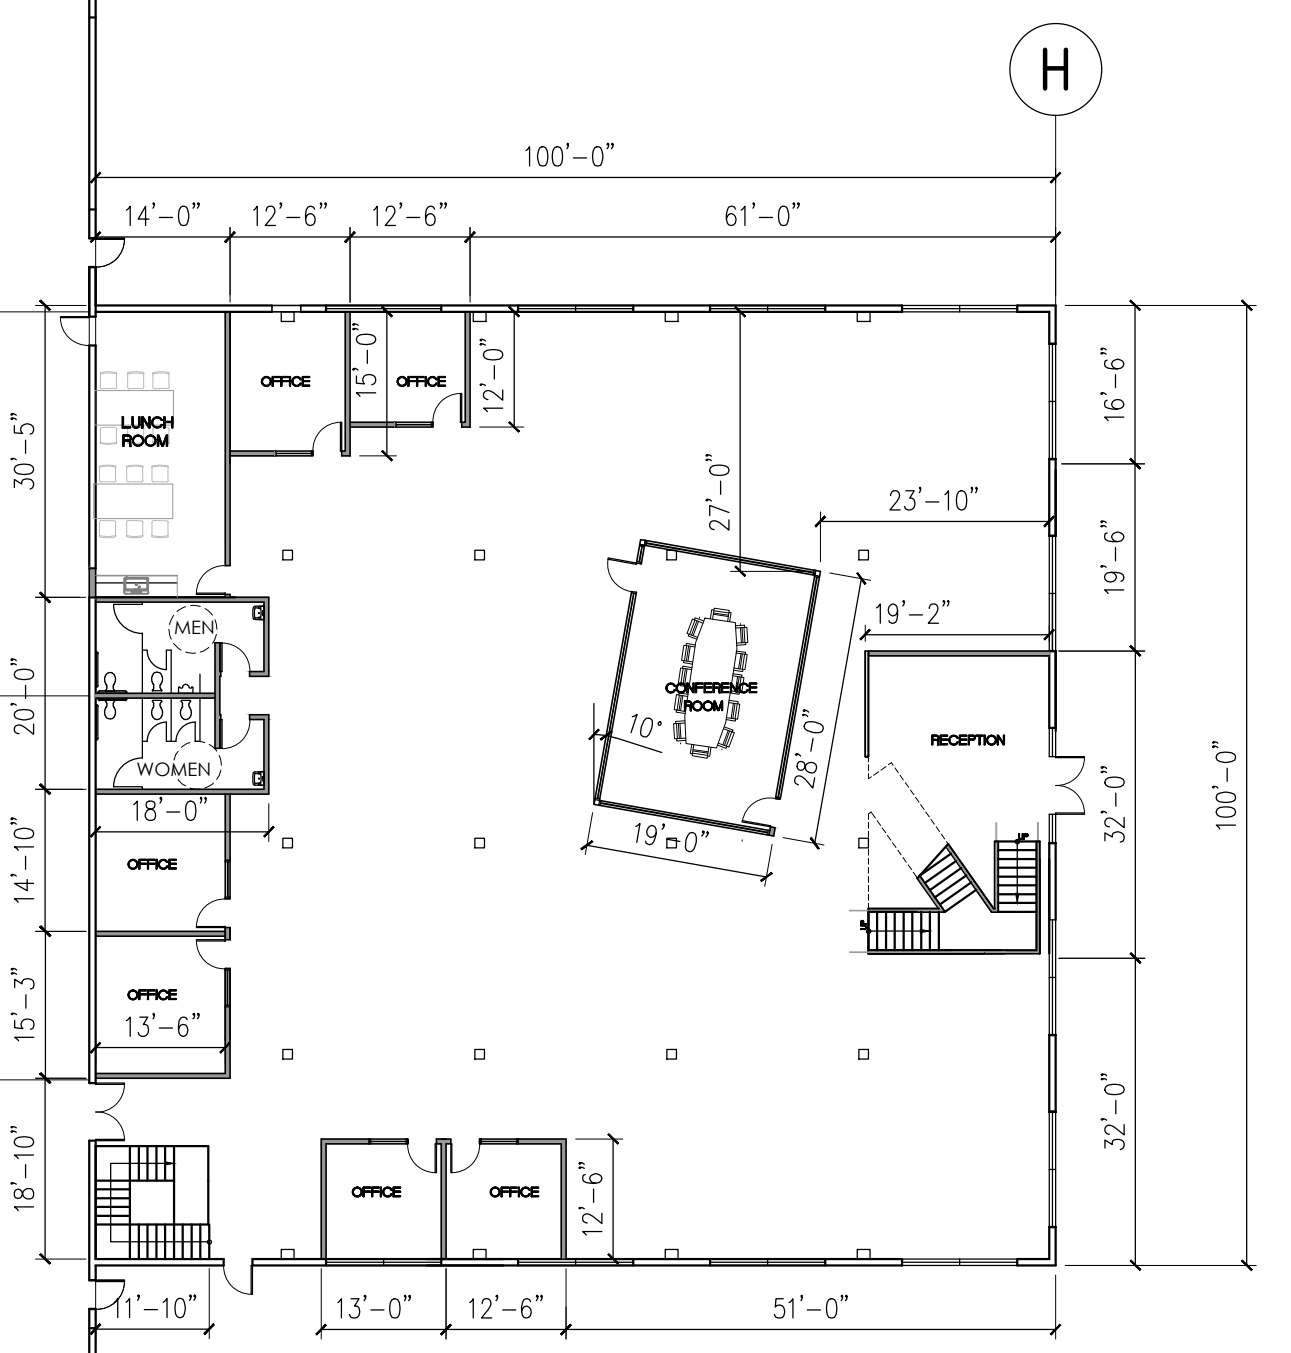 H
100'-0"
14'-0"
12'-6"
12'-6"
61'-0"
OFFICE
15'-0"
OFFICE
12'-0"
16'-6"
LUNCH
ROOM
30'-5"
27'-0"
23'-10"
19'-6"
19'-2"
MEN
20'-0"
CONFERENCE
ROOM
10°
28'-0"
RECEPTION
WOMEN
18'-0"
19'-0"
32'-0"
100'-0"
UP
OFFICE
14'-10"
UP
OFFICE
13'-6"
15'-3"
32'-0"
18'-10"
OFFICE
OFFICE
12'-6"
11'-10"
13'-0"
12'-6"
51'-0"